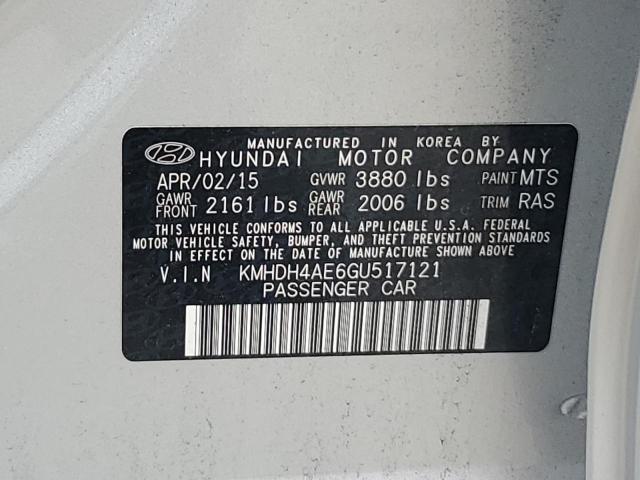 MANUFACTURED IN KOREA BY
HYUNDAI MOTOR COMPANY
APR/02/15 GVWR 3880 lbs PAINT MTS
GAWR FRONT 2161 lbs GAWR REAR 2006 lbs TRIM RAS
THIS VEHICLE CONFORMS TO ALL APPLICABLE U.S.A. FEDERAL
MOTOR VEHICLE SAFETY, BUMPER, AND THEFT PREVENTION
STANDARDS IN EFFECT ON THE DATE OF MANUFACTURE SHOWN ABOVE.
V.I.N KMHDH4AE6GU517121
PASSENGER CAR